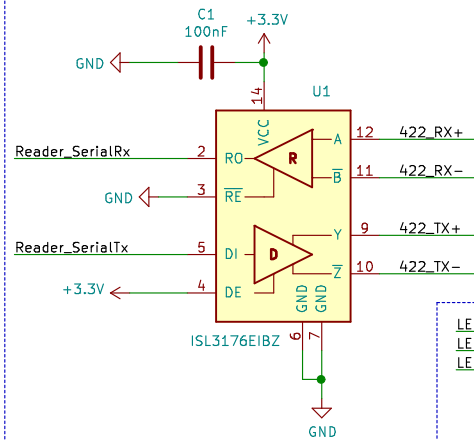 C1
100nF
+3.3V
GND
U1
14
VCC
Reader_SerialRx
2
RO
R
A
12
422_RX+
B
11
422_RX-
GND
3
RE
Reader_SerialTx
5
DI
D
Y
9
422_TX+
Z
10
422_TX-
+3.3V
4
DE
GND
GND
ISL3176EIBZ
6
7
LE
LE
LE
GND